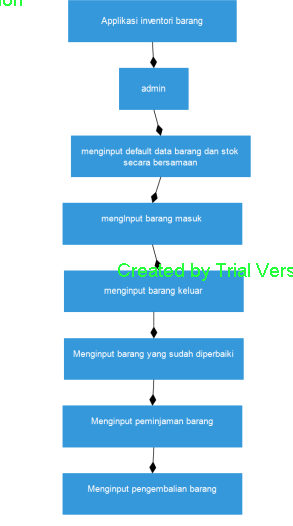 Applikasi inventori barang
admin
menginput default data barang dan stok
secara bersamaan
menginput barang masuk
Created by Trial Vers
menginput barang keluar
Menginput barang yang sudah diperbaiki
Menginput peminjaman barang
Menginput pengembalian barang